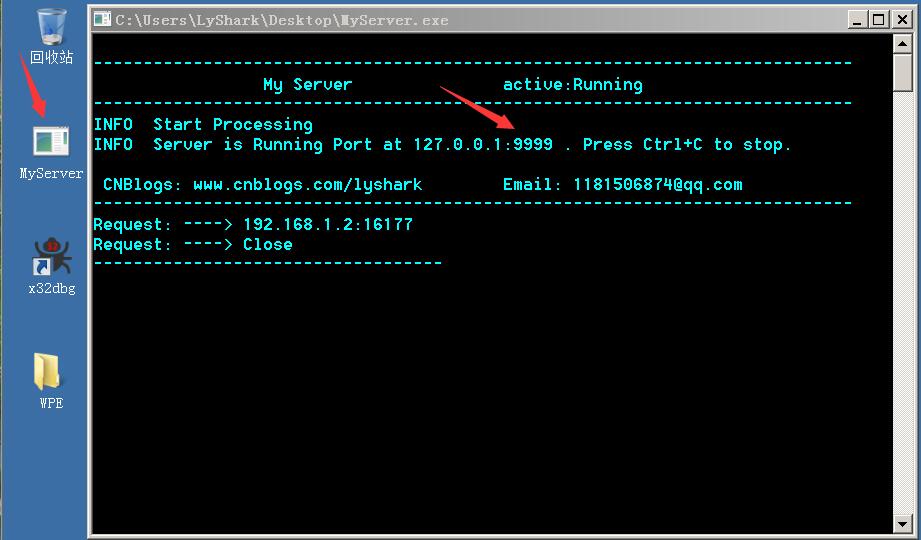 回收站
MyServer
x32dbg
WPE
C:\Users\LyShark\Desktop\MyServer.exe
--------------------------------------------------------------------------------
My Server active:Running
--------------------------------------------------------------------------------
INFO Start Processing
INFO Server is Running Port at 127.0.0.1:9999 . Press Ctrl+C to stop.
CNBlogs: www.cnblogs.com/lyshark Email: 1181506874@qq.com
--------------------------------------------------------------------------------
Request: ----> 192.168.1.2:16177
Request: ----> Close
-----------------------------------